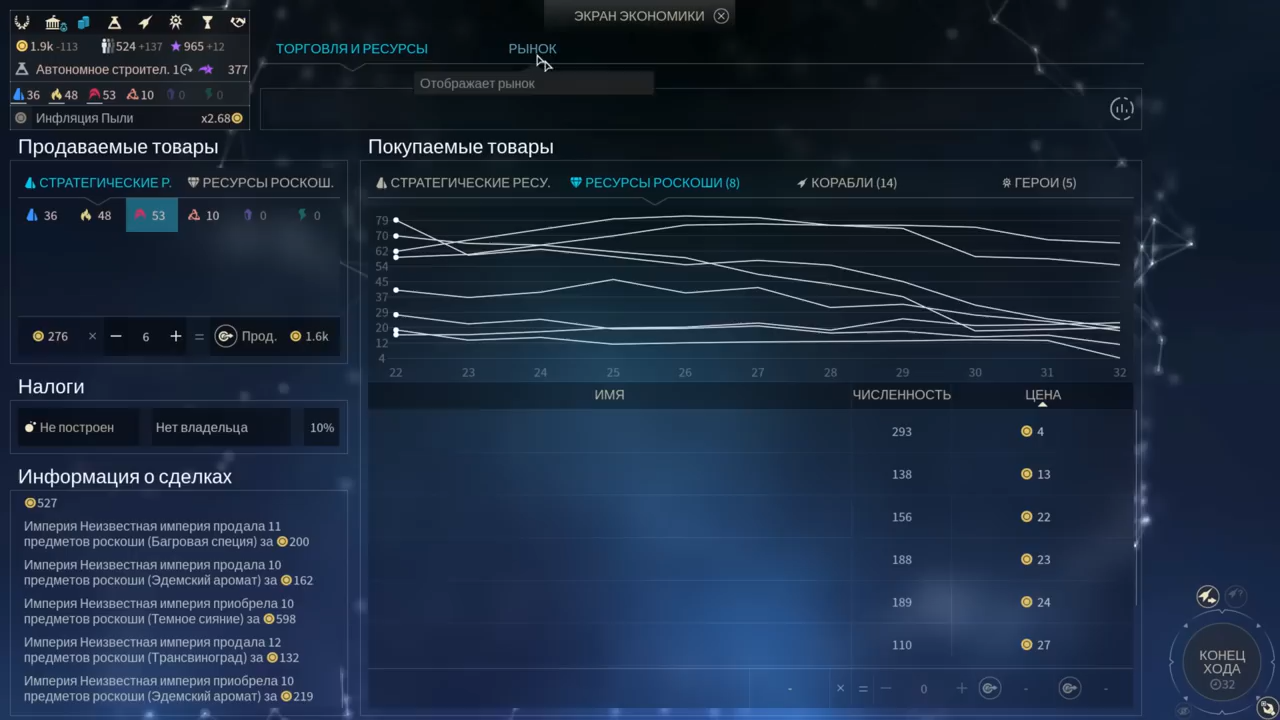 ЭКРАН ЭКОНОМИКИ
1.9k -113 524 +137 965 +12
ТОРГОВЛЯ И РЕСУРСЫ РЫНОК
Автономное строител. 1 377
Отображает рынок
36 48 53 10 0 0
Инфляция Пыли x2.68
Продаваемые товары
СТРАТЕГИЧЕСКИЕ Р. РЕСУРСЫ РОСКОШ.
36 48 53 10 0 0
276 × − 6 + = Прод. 1.6k
Налоги
Не построен Нет владельца 10%
Информация о сделках
527
Империя Неизвестная империя продала 11
предметов роскоши (Багровая специя) за 200
Империя Неизвестная империя продала 10
предметов роскоши (Эдемский аромат) за 162
Империя Неизвестная империя приобрела 10
предметов роскоши (Темное сияние) за 598
Империя Неизвестная империя продала 12
предметов роскоши (Трансвиноград) за 132
Империя Неизвестная империя приобрела 10
предметов роскоши (Эдемский аромат) за 219
Покупаемые товары
СТРАТЕГИЧЕСКИЕ РЕСУ. РЕСУРСЫ РОСКОШИ (8) КОРАБЛИ (14) ГЕРОИ (5)
79
70
62
54
45
37
29
20
12
4
22 23 24 25 26 27 28 29 30 31 32
ИМЯ ЧИСЛЕННОСТЬ ЦЕНА
293 4
138 13
156 22
188 23
189 24
110 27
- × = − 0 + - -
КОНЕЦ
ХОДА
32